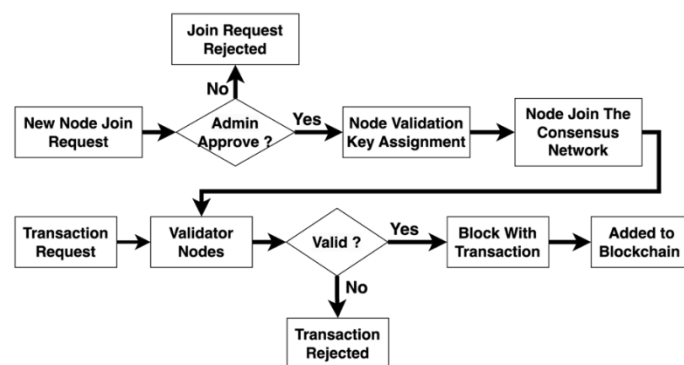 Join Request
Rejected
No
New Node Join
Request
Admin
Approve ?
Yes
Node Validation
Key Assignment
Node Join The
Consensus
Network
Transaction
Request
Validator
Nodes
Valid ?
Yes
Block With
Transaction
Added to
Blockchain
No
Transaction
Rejected